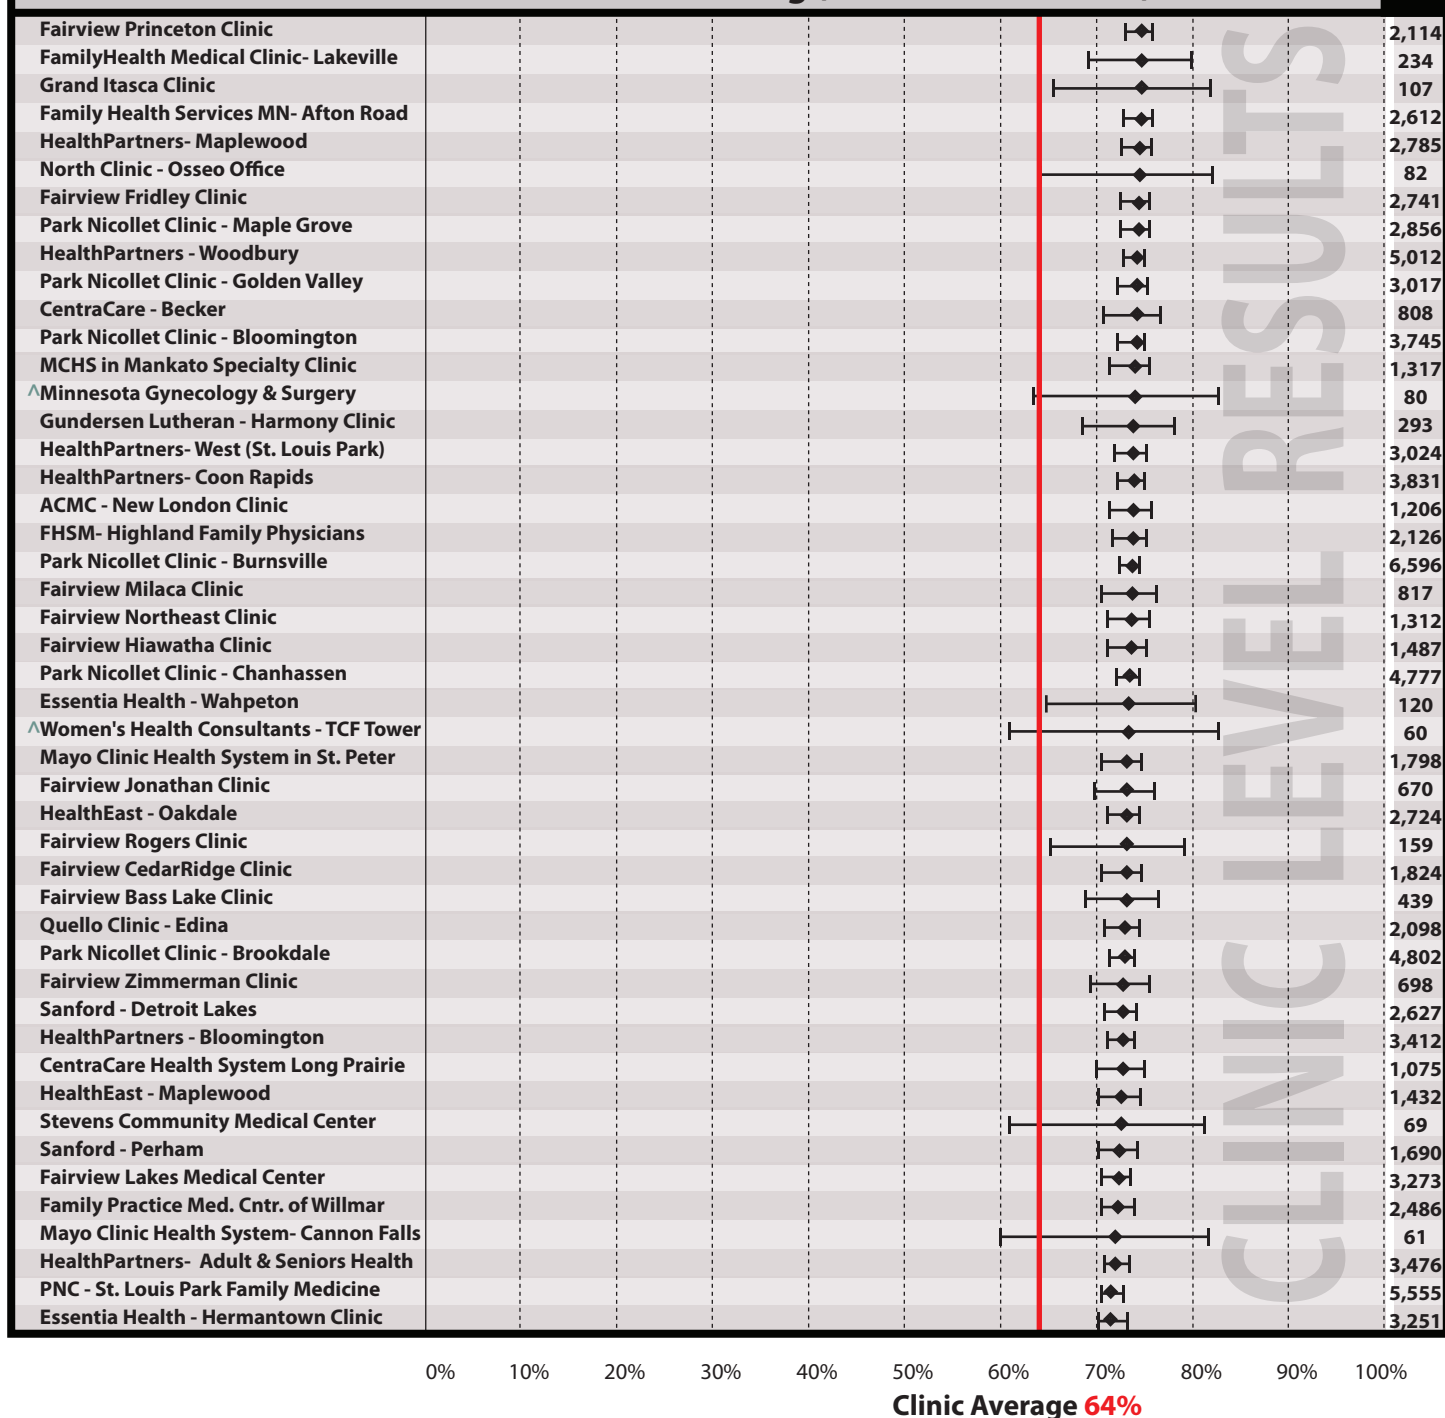 Fairview Princeton Clinic 2,114
FamilyHealth Medical Clinic- Lakeville 234
Grand Itasca Clinic 107
Family Health Services MN- Afton Road 2,612
HealthPartners- Maplewood 2,785
North Clinic - Osseo Office 82
Fairview Fridley Clinic 2,741
Park Nicollet Clinic - Maple Grove 2,856
HealthPartners - Woodbury 5,012
Park Nicollet Clinic - Golden Valley 3,017
CentraCare - Becker 808
Park Nicollet Clinic - Bloomington 3,745
MCHS in Mankato Specialty Clinic 1,317
^Minnesota Gynecology & Surgery 80
Gundersen Lutheran - Harmony Clinic 293
HealthPartners- West (St. Louis Park) 3,024
HealthPartners- Coon Rapids 3,831
ACMC - New London Clinic 1,206
FHSM- Highland Family Physicians 2,126
Park Nicollet Clinic - Burnsville 6,596
Fairview Milaca Clinic 817
Fairview Northeast Clinic 1,312
Fairview Hiawatha Clinic 1,487
Park Nicollet Clinic - Chanhassen 4,777
Essentia Health - Wahpeton 120
^Women's Health Consultants - TCF Tower 60
Mayo Clinic Health System in St. Peter 1,798
Fairview Jonathan Clinic 670
HealthEast - Oakdale 2,724
Fairview Rogers Clinic 159
Fairview CedarRidge Clinic 1,824
Fairview Bass Lake Clinic 439
Quello Clinic - Edina 2,098
Park Nicollet Clinic - Brookdale 4,802
Fairview Zimmerman Clinic 698
Sanford - Detroit Lakes 2,627
HealthPartners - Bloomington 3,412
CentraCare Health System Long Prairie 1,075
HealthEast - Maplewood 1,432
Stevens Community Medical Center 69
Sanford - Perham 1,690
Fairview Lakes Medical Center 3,273
Family Practice Med. Cntr. of Willmar 2,486
Mayo Clinic Health System- Cannon Falls 61
HealthPartners- Adult & Seniors Health 3,476
PNC - St. Louis Park Family Medicine 5,555
Essentia Health - Hermantown Clinic 3,251
CLINIC LEVEL RESULTS
0% 10% 20% 30% 40% 50% 60% 70% 80% 90% 100%
Clinic Average 64%